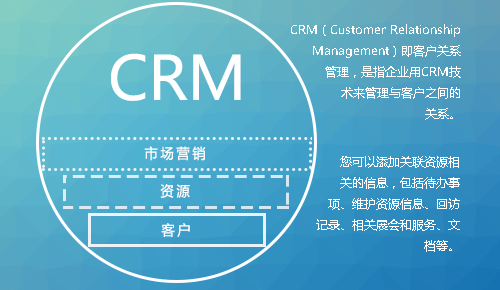 CRM
市场营销
资源
客户
CRM（Customer Relationship
Management）即客户关系
管理，是指企业用CRM技
术来管理与客户之间的
关系。
您可以添加关联资源相
关的信息，包括待办事
项、维护资源信息、回访
记录、相关展会和服务、文
档等。